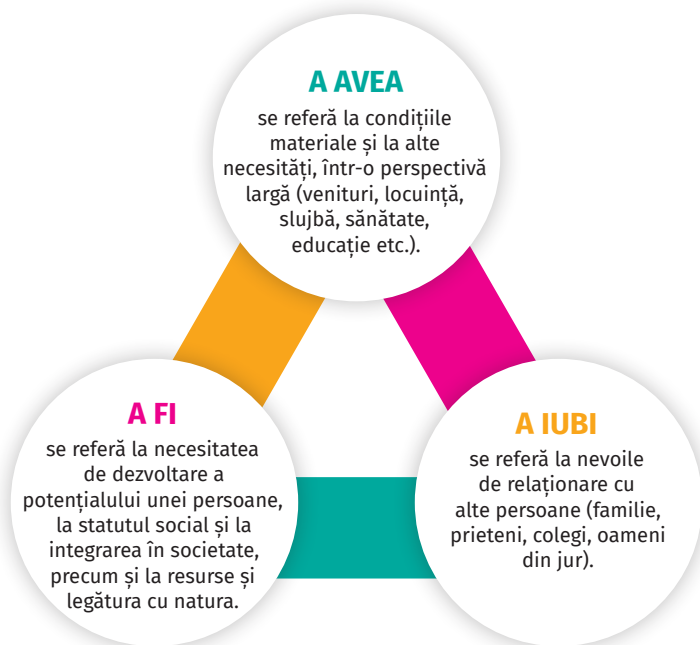 A AVEA
se referă la condițiile
materiale și la alte
necesități, într-o perspectivă
largă (venituri, locuință,
slujbă, sănătate,
educație etc.).
A FI
se referă la necesitatea
de dezvoltare a
potențialului unei persoane,
la statutul social și la
integrarea în societate,
precum și la resurse și
legătura cu natura.
A IUBI
se referă la nevoile
de relaționare cu
alte persoane (familie,
prieteni, colegi, oameni
din jur).